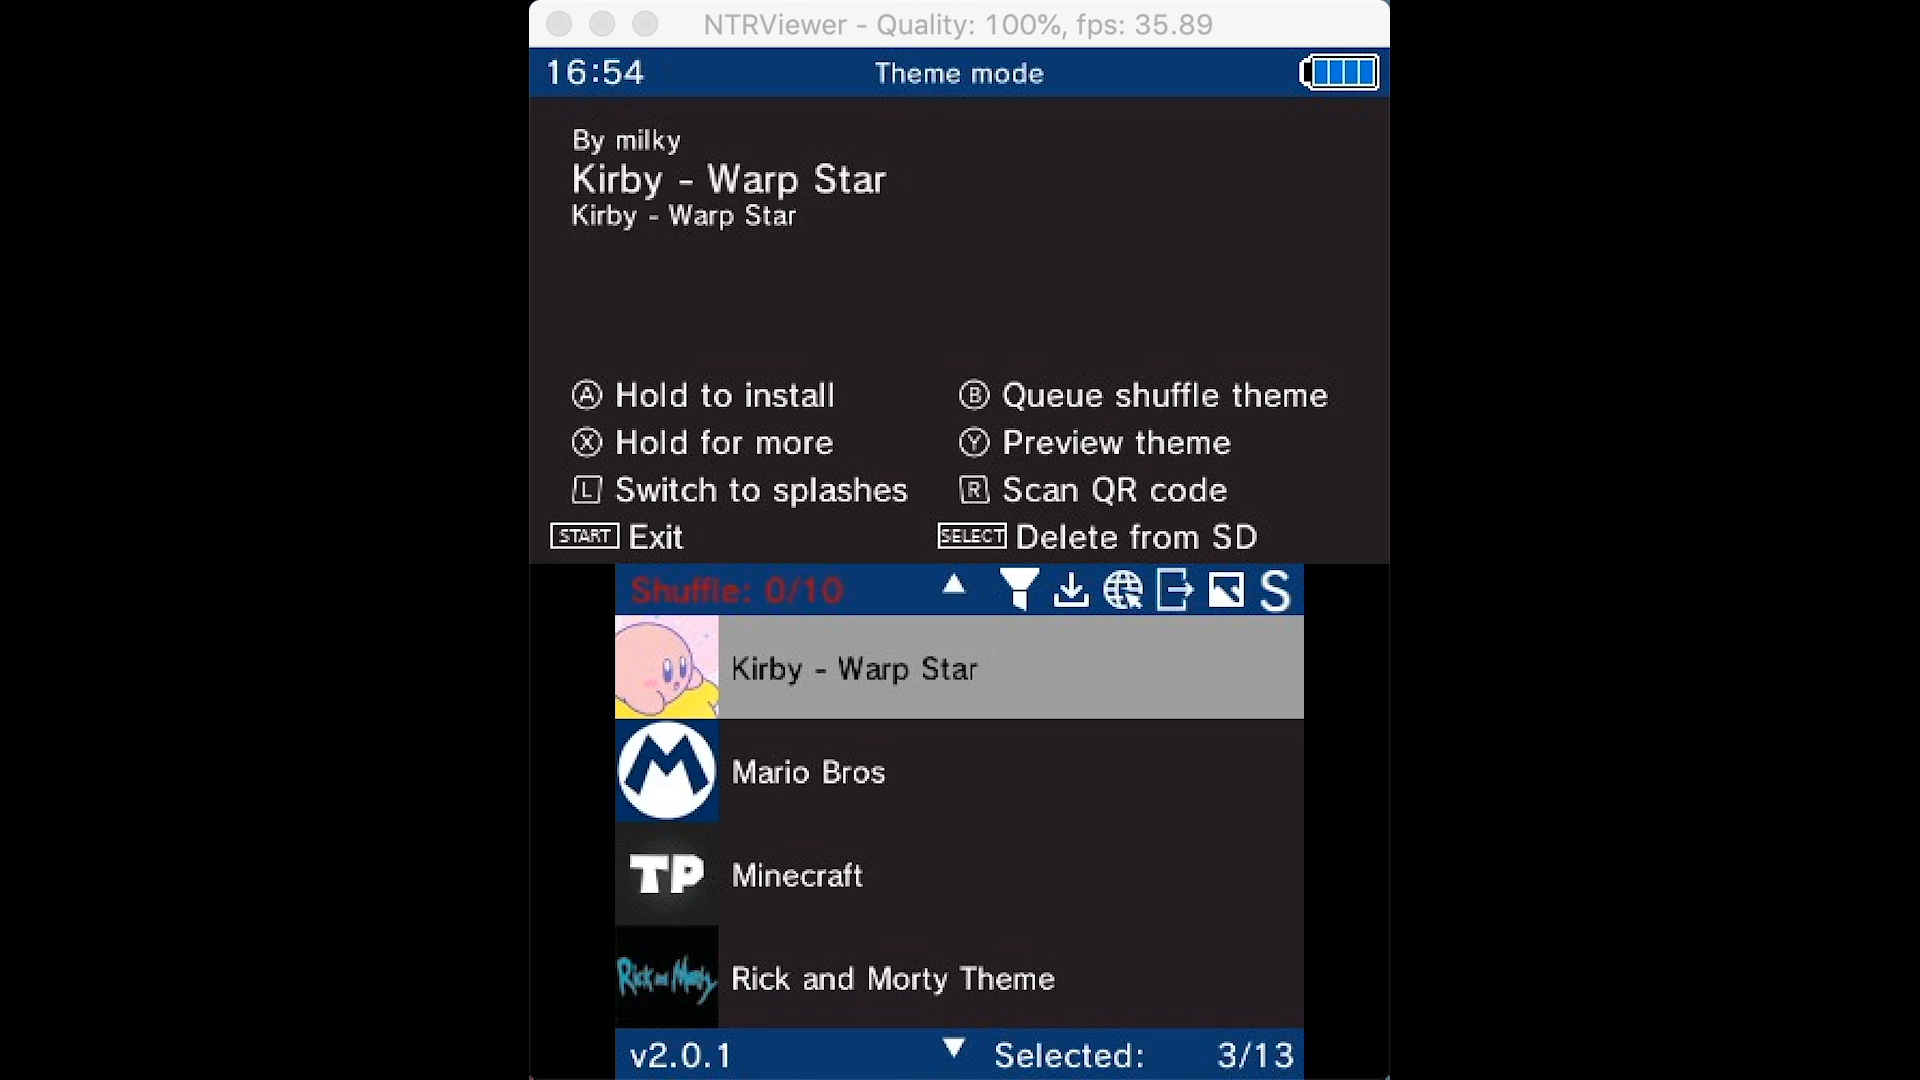 NTRViewer - Quality: 100%, fps: 35.89
16:54 Theme mode
By milky
Kirby - Warp Star
Kirby - Warp Star
Ⓐ Hold to install Ⓑ Queue shuffle theme
Ⓧ Hold for more Ⓨ Preview theme
L Switch to splashes R Scan QR code
START Exit SELECT Delete from SD
Shuffle: 0/10 S
Kirby - Warp Star
M Mario Bros
TP Minecraft
Rick and Morty Rick and Morty Theme
v2.0.1 Selected: 3/13